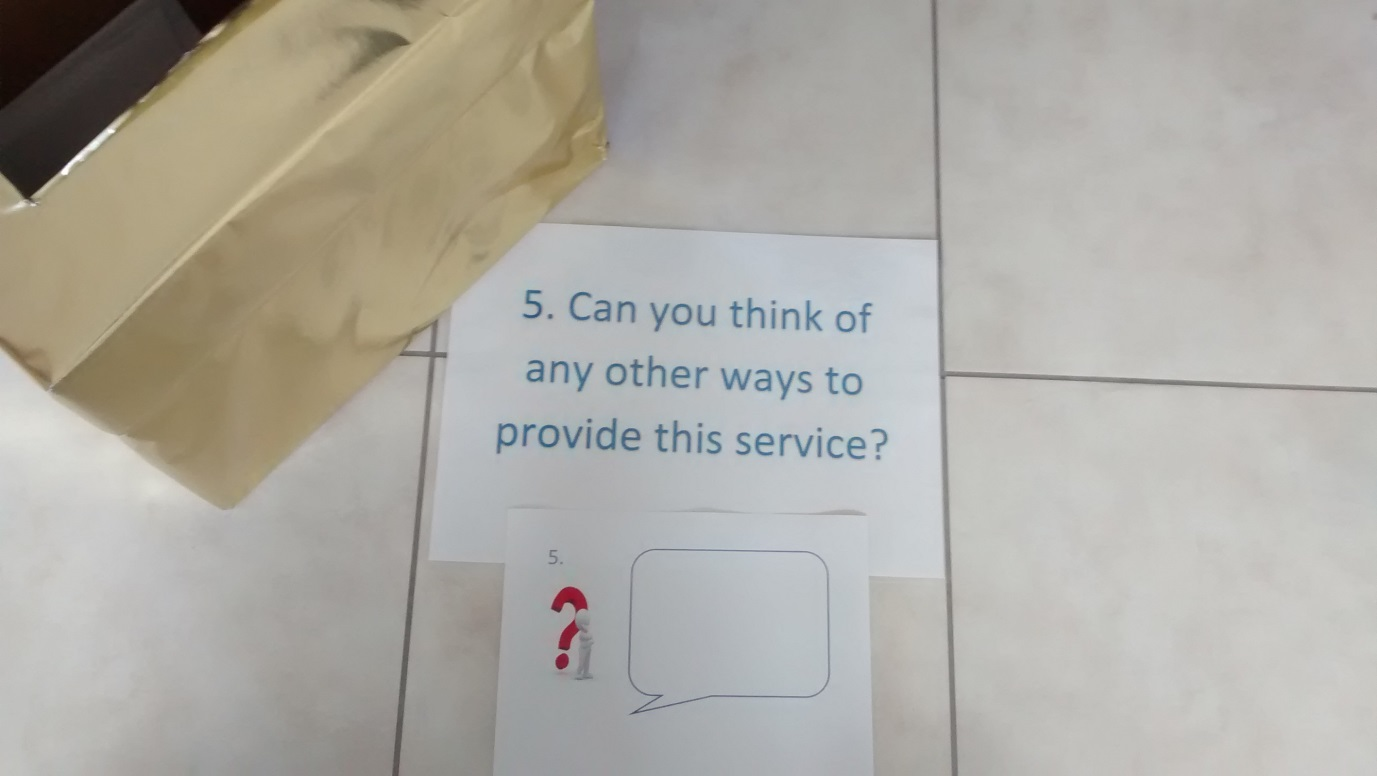 5. Can you think of
any other ways to
provide this service?
5.
?